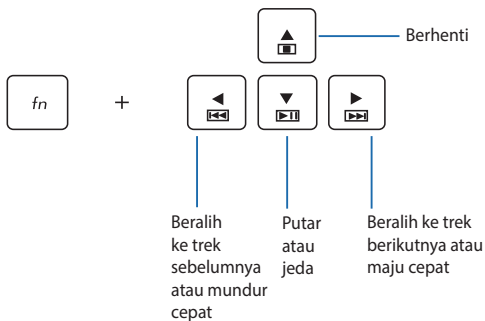 Berhenti
fn
+
Beralih
ke trek
sebelumnya
atau mundur
cepat
Putar
atau
jeda
Beralih ke trek
berikutnya atau
maju cepat